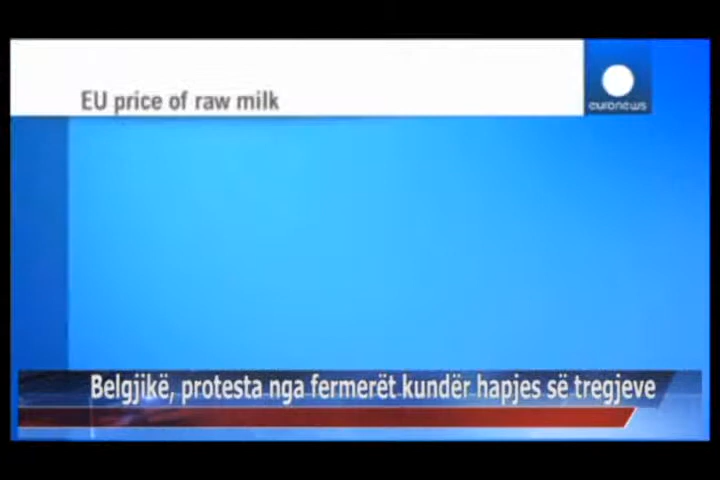 EU price of raw milk
euronews
Belgjikë, protesta nga fermerët kundër hapjes së tregjeve